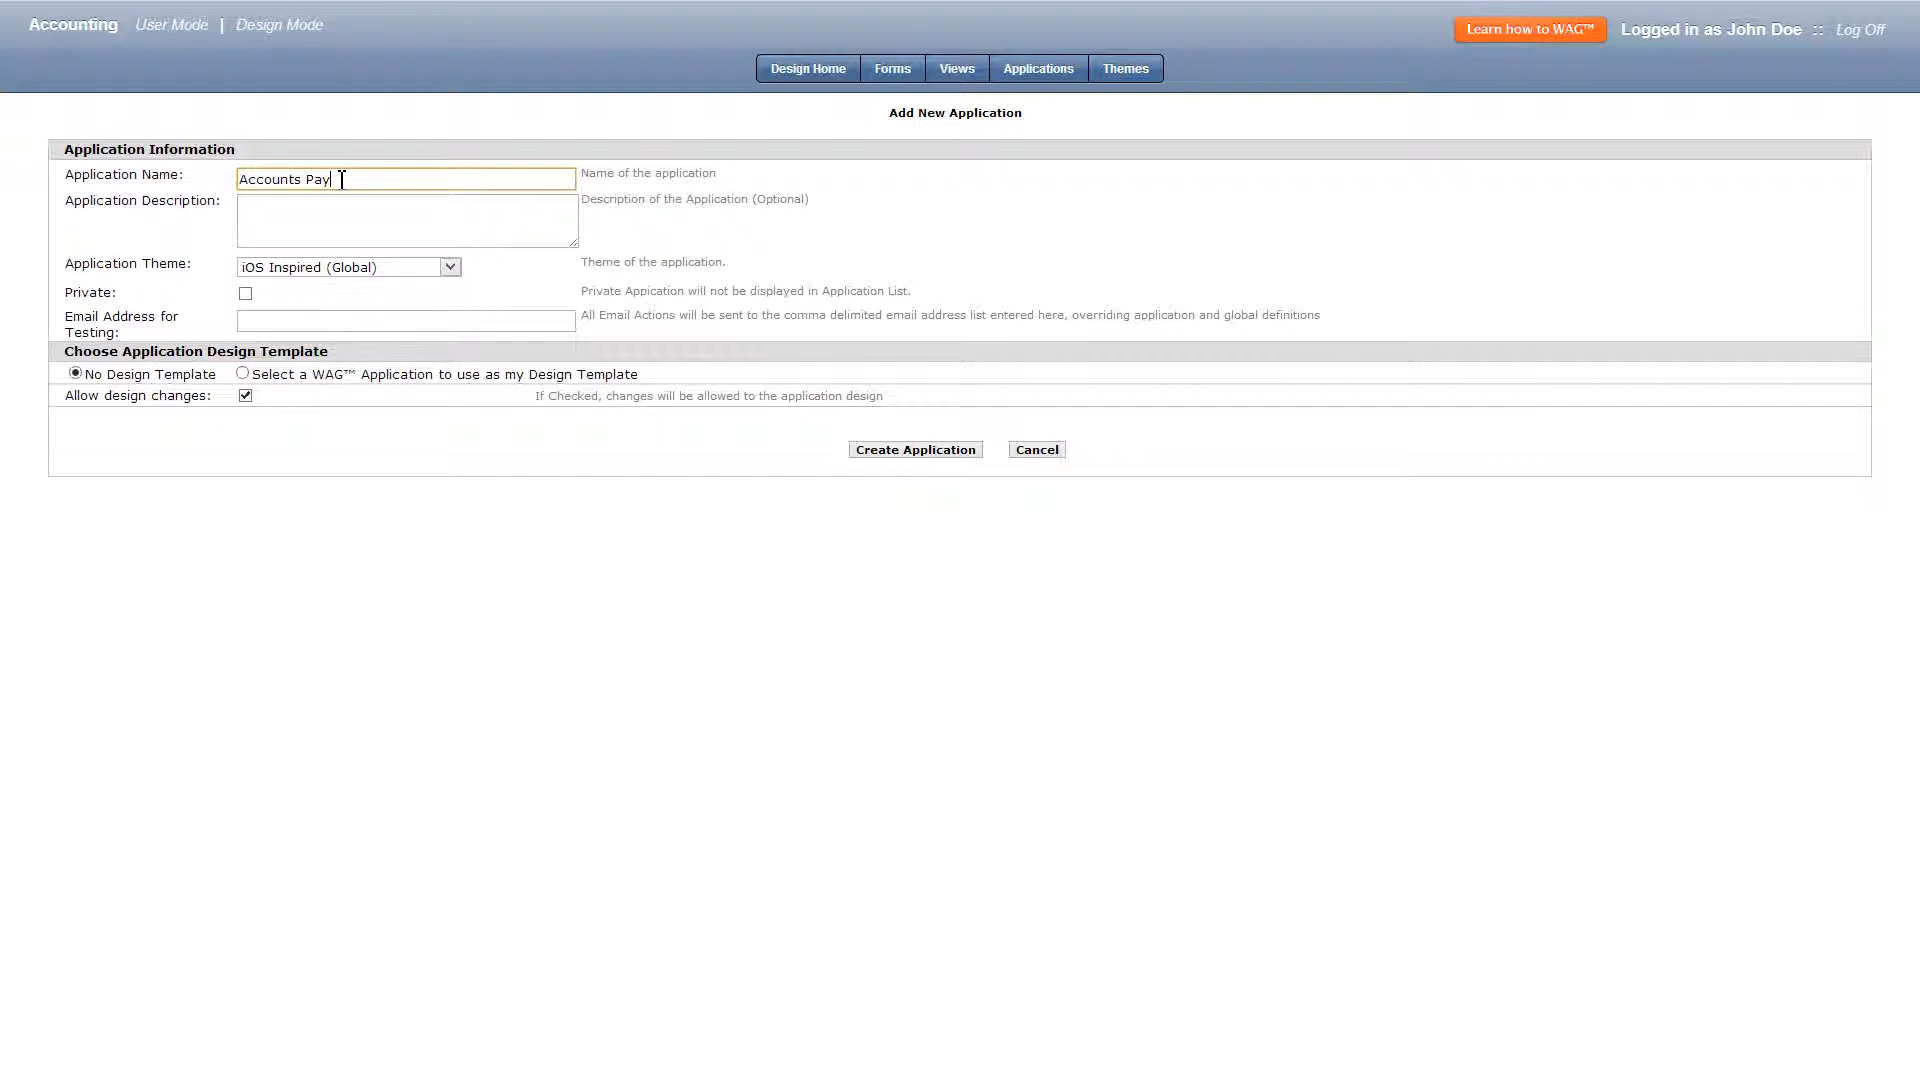 Accounting User Mode | Design Mode
Learn how to WAG™ Logged in as John Doe :: Log Off
Design Home Forms Views Applications Themes
Add New Application
Application Information
Application Name: Accounts Pay Name of the application
Application Description: Description of the Application (Optional)
Application Theme: iOS Inspired (Global) Theme of the application.
Private: Private Appication will not be displayed in Application List.
Email Address for Testing: All Email Actions will be sent to the comma delimited email address list entered here, overriding application and global definitions
Choose Application Design Template
No Design Template Select a WAG™ Application to use as my Design Template
Allow design changes: If Checked, changes will be allowed to the application design
Create Application Cancel